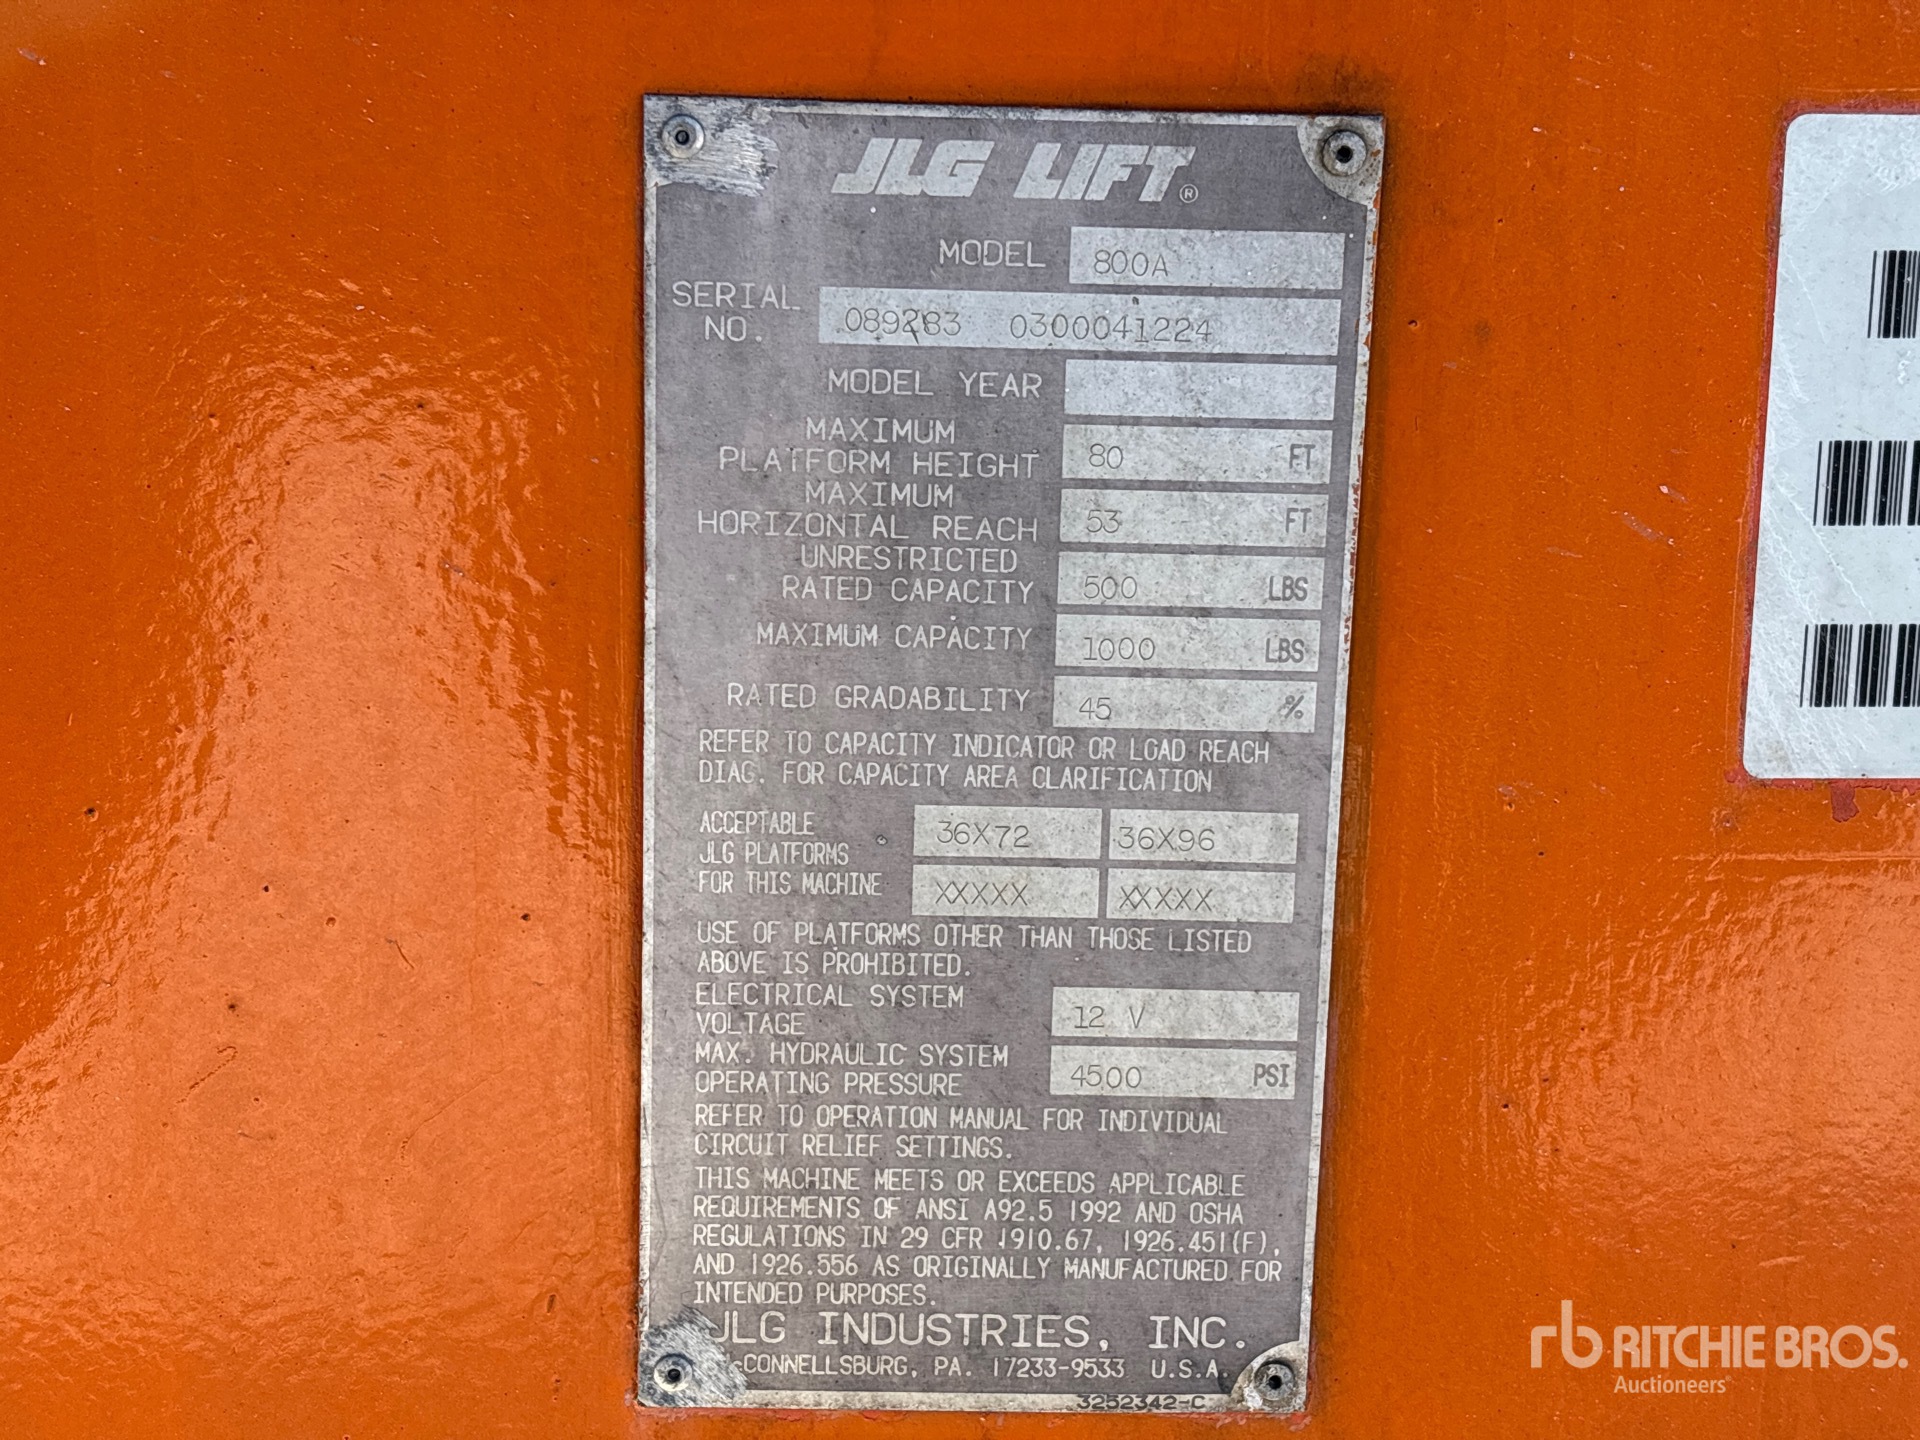 JLG LIFT®
MODEL 800A
SERIAL NO. 089283 0300041224
MODEL YEAR
MAXIMUM
PLATFORM HEIGHT 80 FT
MAXIMUM
HORIZONTAL REACH 53 FT
UNRESTRICTED
RATED CAPACITY 500 LBS
MAXIMUM CAPACITY 1000 LBS
RATED GRADABILITY 45 %
REFER TO CAPACITY INDICATOR OR LOAD REACH
DIAG. FOR CAPACITY AREA CLARIFICATION
ACCEPTABLE 36X72 36X96
JLG PLATFORMS
FOR THIS MACHINE XXXXX XXXXX
USE OF PLATFORMS OTHER THAN THOSE LISTED
ABOVE IS PROHIBITED.
ELECTRICAL SYSTEM
VOLTAGE 12 V
MAX. HYDRAULIC SYSTEM
OPERATING PRESSURE 4500 PSI
REFER TO OPERATION MANUAL FOR INDIVIDUAL
CIRCUIT RELIEF SETTINGS.
THIS MACHINE MEETS OR EXCEEDS APPLICABLE
REQUIREMENTS OF ANSI A92.5 1992 AND OSHA
REGULATIONS IN 29 CFR 1910.67, 1926.451(F),
AND 1926.556 AS ORIGINALLY MANUFACTURED FOR
INTENDED PURPOSES.
JLG INDUSTRIES, INC.
CONNELLSBURG, PA. 17233-9533 U.S.A.
3252342-C
rb RITCHIE BROS.
Auctioneers